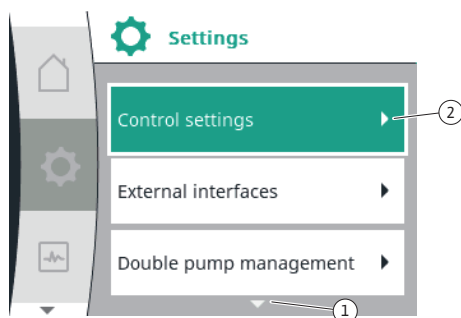 Settings
Control settings
2
External interfaces
Double pump management
1